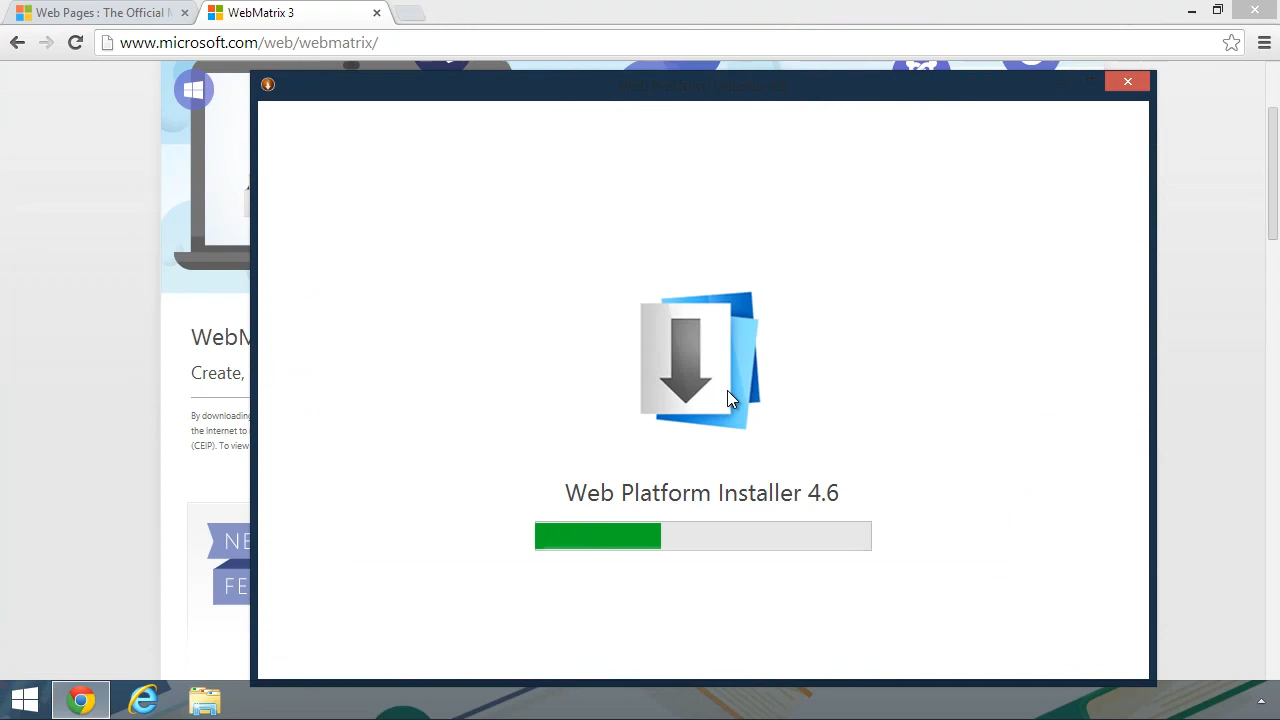 Web Pages : The Official M
WebMatrix 3
www.microsoft.com/web/webmatrix/
WebM
Create,
By downloading
the Internet to
(CEIP). To view
NE
FE
Web Platform Installer 4.6